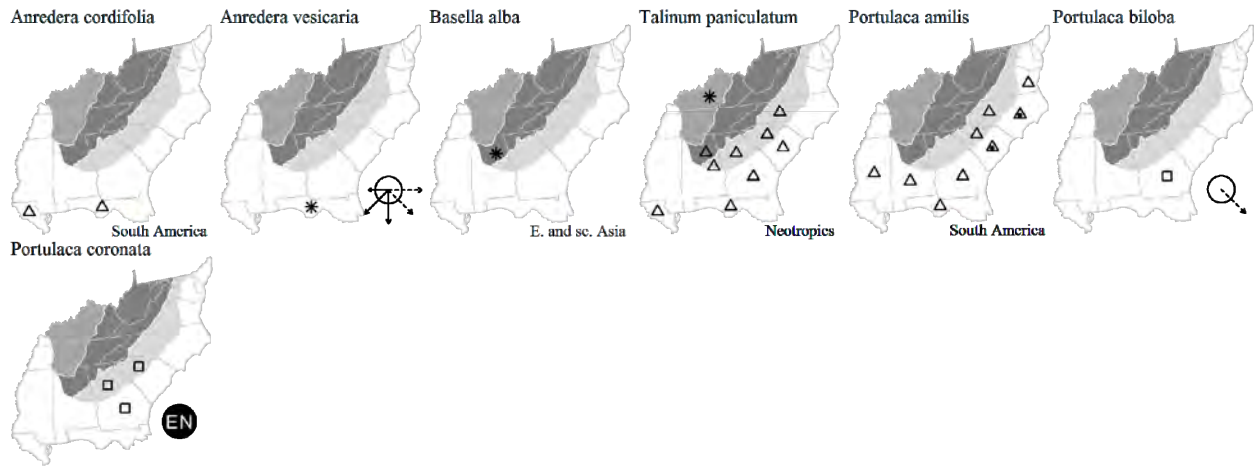 Anredera cordifolia
Anredera vesicaria
Basella alba
Talinum paniculatum
Portulaca amilis
Portulaca biloba
South America
E. and sc. Asia
Neotropics
South America
Portulaca coronata
EN